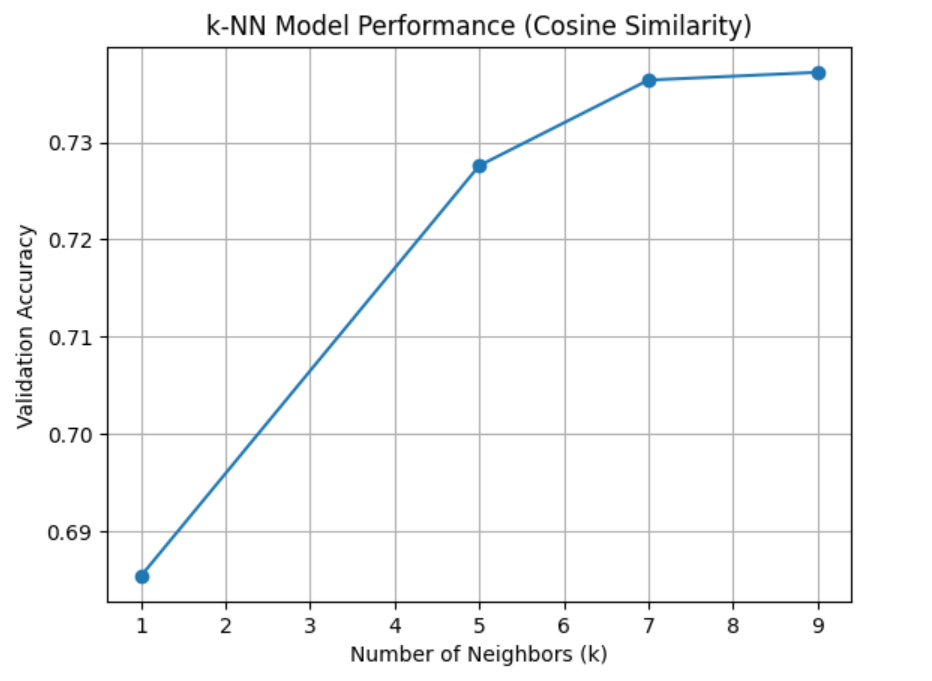 k-NN Model Performance (Cosine Similarity)
0.73
0.72
0.71
0.70
0.69
Validation Accuracy
1 2 3 4 5 6 7 8 9
Number of Neighbors (k)